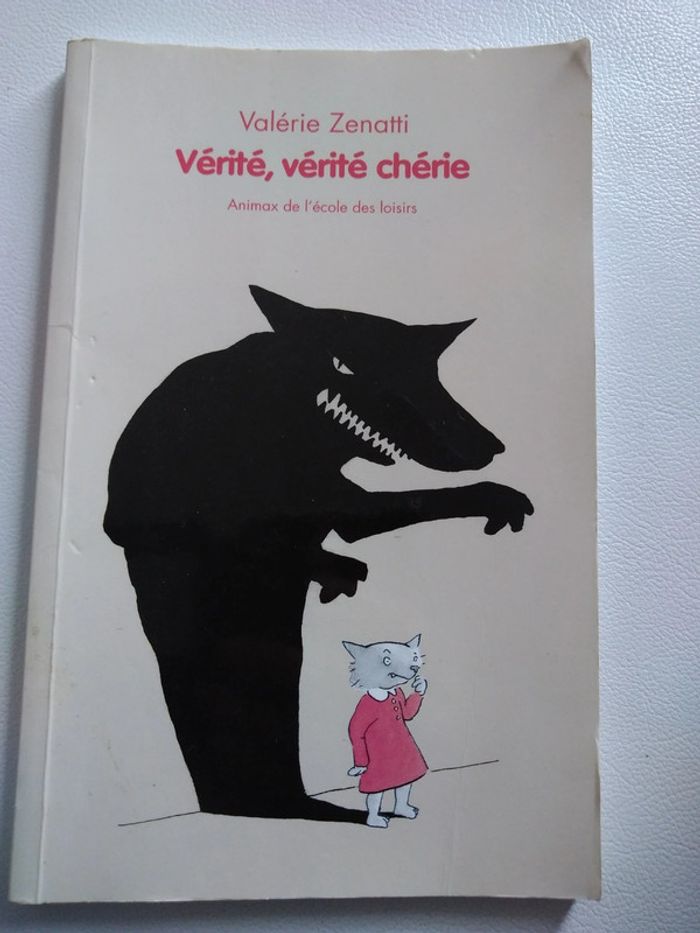 Valérie Zenatti
Vérité, vérité chérie
Animax de l'école des loisirs